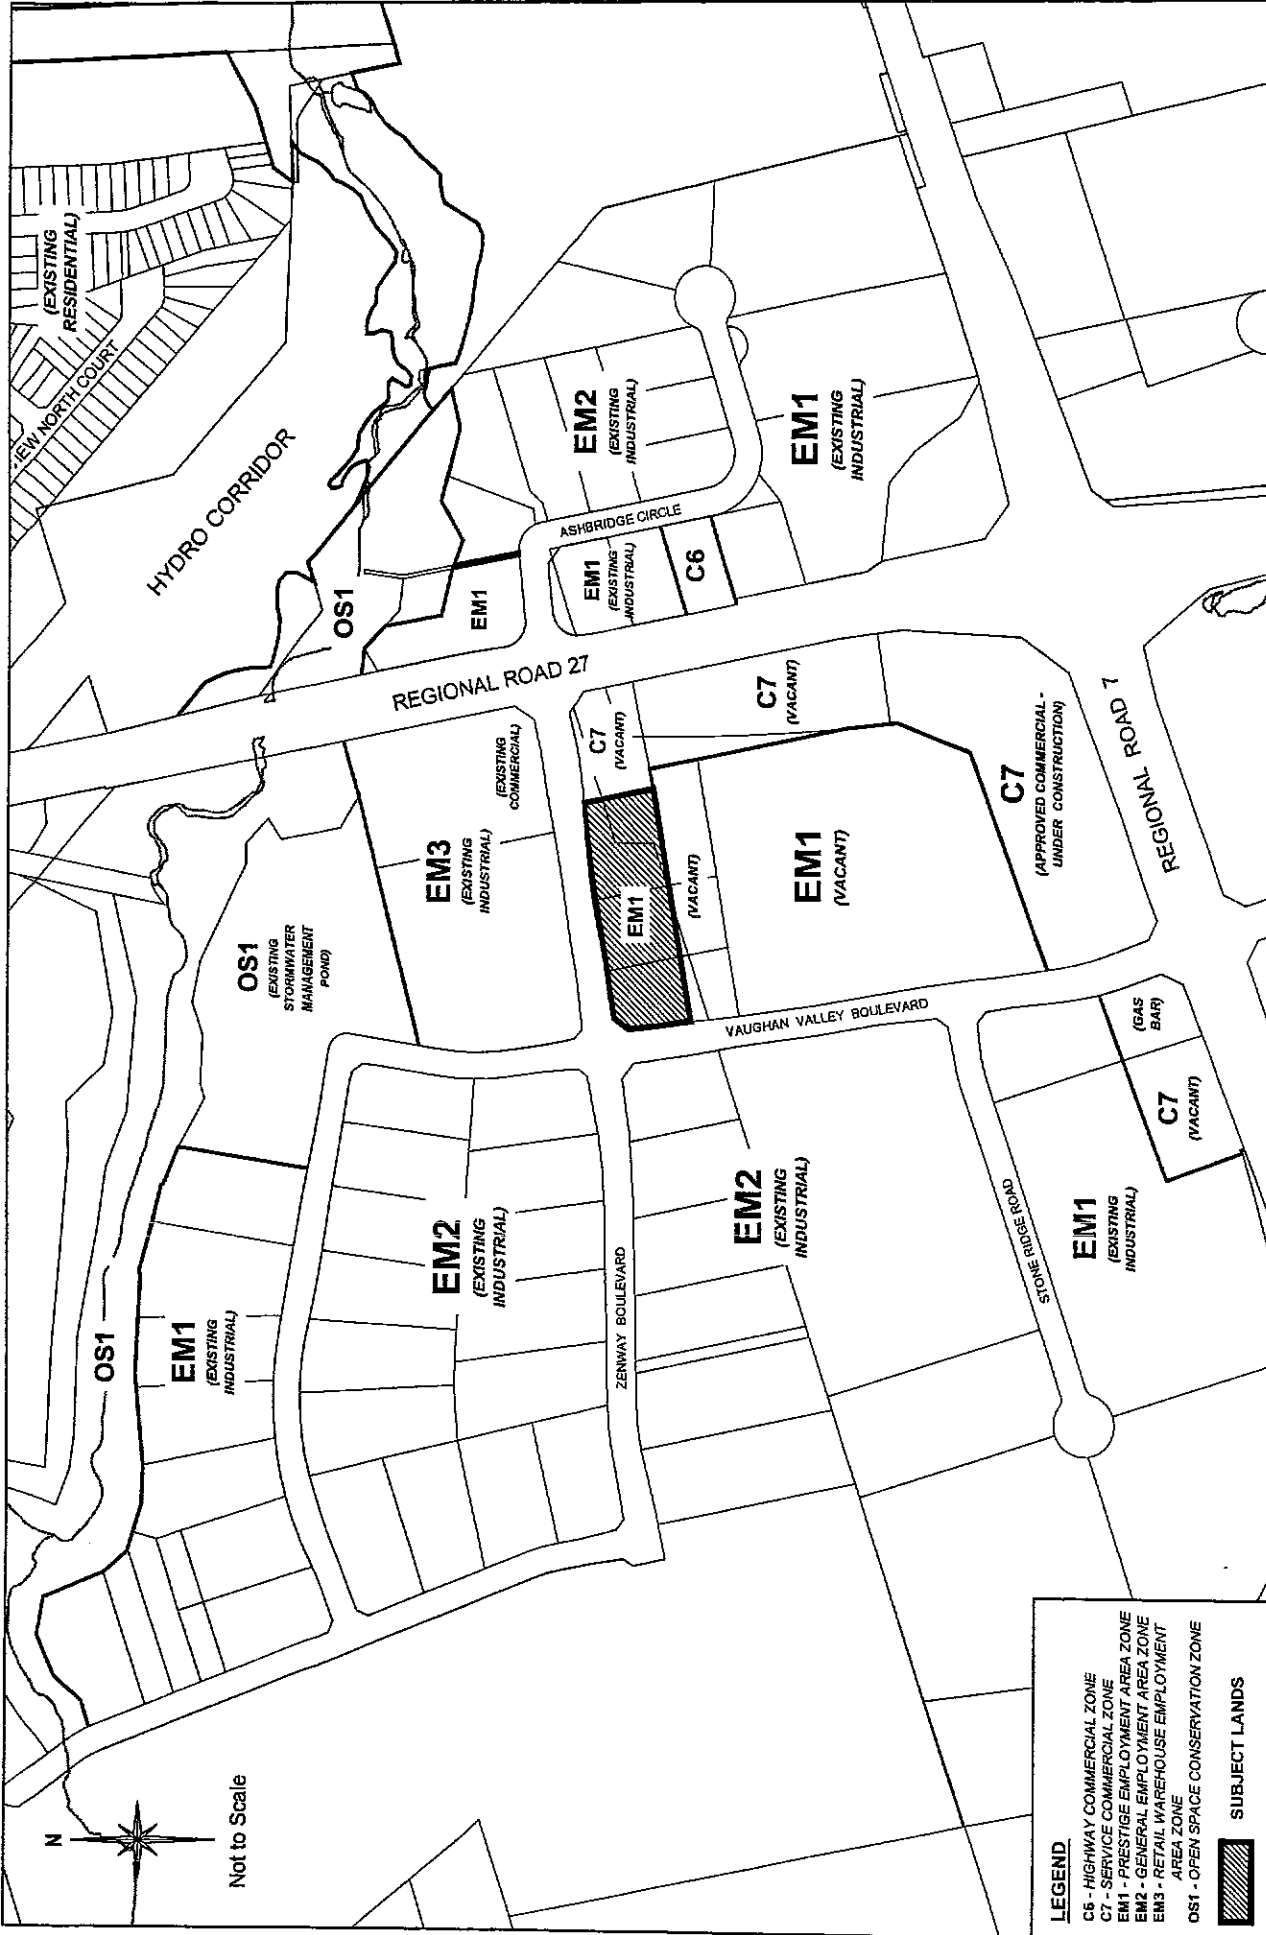 (EXISTING
RESIDENTIAL)
NORTH COURT
HYDRO CORRIDOR
OS1
EM1
REGIONAL ROAD 27
EM2
(EXISTING
INDUSTRIAL)
ASHBRIDGE CIRCLE
EM1
(EXISTING
INDUSTRIAL)
C6
EM1
(EXISTING
INDUSTRIAL)
OS1
(EXISTING
STORMWATER
MANAGEMENT
POND)
EM3
(EXISTING
INDUSTRIAL)
(EXISTING
COMMERCIAL)
C7
(VACANT)
C7
(VACANT)
EM1
(VACANT)
EM1
(VACANT)
C7
(APPROVED COMMERCIAL -
UNDER CONSTRUCTION)
REGIONAL ROAD 7
VAUGHAN VALLEY BOULEVARD
(GAS
BAR)
C7
(VACANT)
OS1
EM1
(EXISTING
INDUSTRIAL)
EM2
(EXISTING
INDUSTRIAL)
ZENWAY BOULEVARD
EM2
(EXISTING
INDUSTRIAL)
STONE RIDGE ROAD
EM1
(EXISTING
INDUSTRIAL)
N
Not to Scale
LEGEND
C6 - HIGHWAY COMMERCIAL ZONE
C7 - SERVICE COMMERCIAL ZONE
EM1 - PRESTIGE EMPLOYMENT AREA ZONE
EM2 - GENERAL EMPLOYMENT AREA ZONE
EM3 - RETAIL WAREHOUSE EMPLOYMENT
AREA ZONE
OS1 - OPEN SPACE CONSERVATION ZONE
SUBJECT LANDS